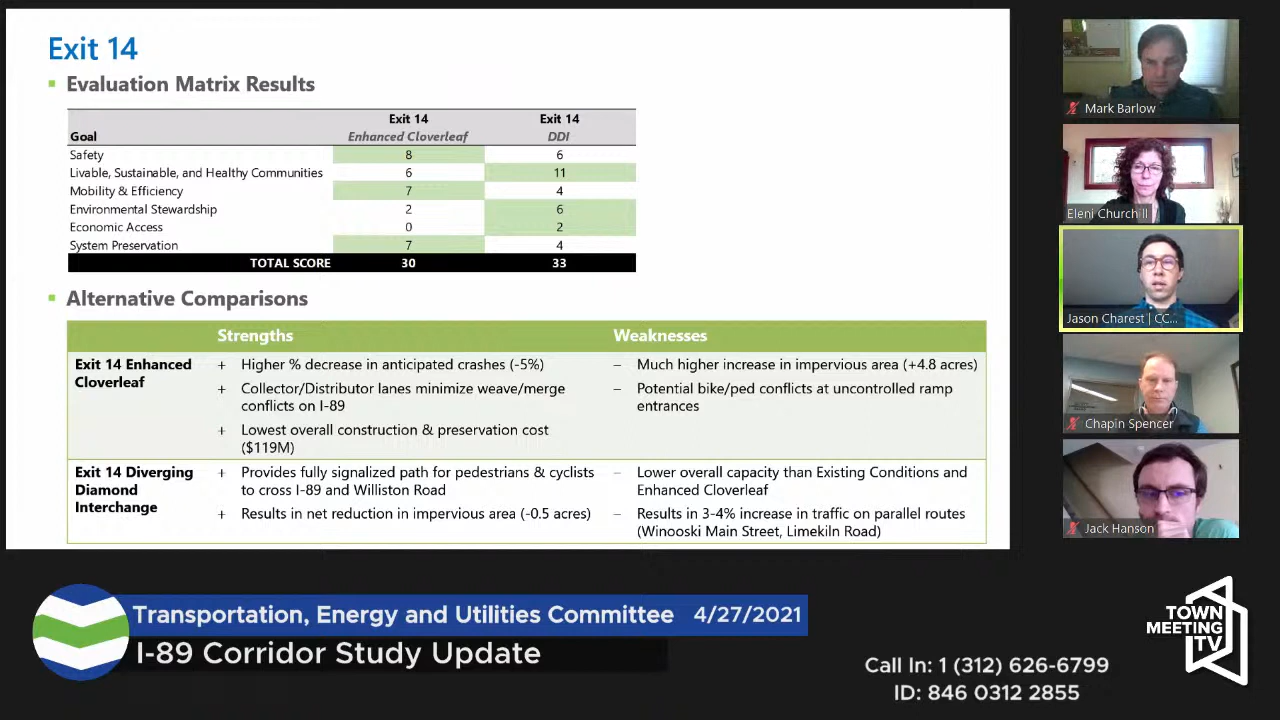 Exit 14
Evaluation Matrix Results
Exit 14 Exit 14
Goal Enhanced Cloverleaf DDI
Safety 8 6
Livable, Sustainable, and Healthy Communities 6 11
Mobility & Efficiency 7 4
Environmental Stewardship 2 6
Economic Access 0 2
System Preservation 7 4
TOTAL SCORE 30 33
Alternative Comparisons
Strengths Weaknesses
Exit 14 Enhanced
Cloverleaf
+ Higher % decrease in anticipated crashes (-5%)
+ Collector/Distributor lanes minimize weave/merge
conflicts on I-89
+ Lowest overall construction & preservation cost
($119M)
– Much higher increase in impervious area (+4.8 acres)
– Potential bike/ped conflicts at uncontrolled ramp
entrances
Exit 14 Diverging
Diamond
Interchange
+ Provides fully signalized path for pedestrians & cyclists
to cross I-89 and Williston Road
+ Results in net reduction in impervious area (-0.5 acres)
– Lower overall capacity than Existing Conditions and
Enhanced Cloverleaf
– Results in 3-4% increase in traffic on parallel routes
(Winooski Main Street, Limekiln Road)
Mark Barlow
Eleni Churchill
Jason Charest | CC...
Chapin Spencer
Jack Hanson
Transportation, Energy and Utilities Committee 4/27/2021
I-89 Corridor Study Update
Call In: 1 (312) 626-6799
ID: 846 0312 2855
TOWN
MEETING
TV